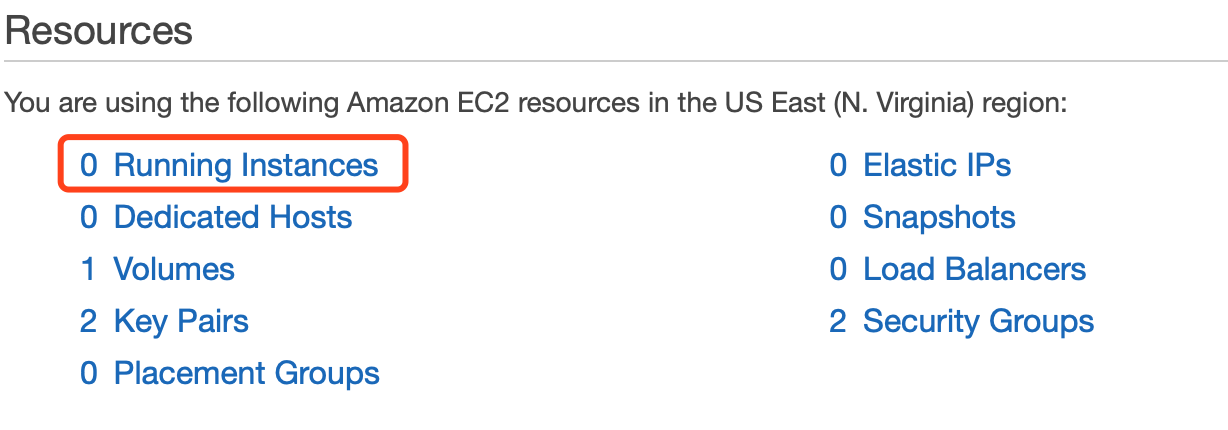 Resources
You are using the following Amazon EC2 resources in the US East (N. Virginia) region:
0 Running Instances
0 Dedicated Hosts
1 Volumes
2 Key Pairs
0 Placement Groups
0 Elastic IPs
0 Snapshots
0 Load Balancers
2 Security Groups